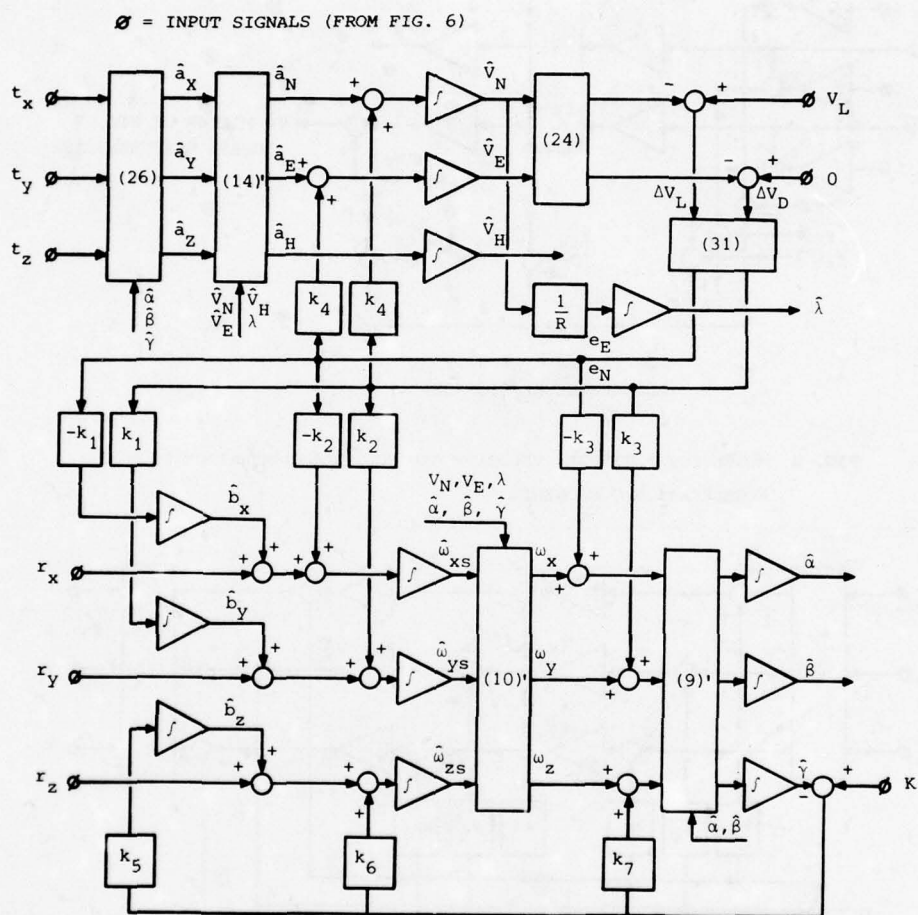 ø = INPUT SIGNALS (FROM FIG. 6)
t_x ø
â_X
â_N
+
∫
V̂_N
−
+
ø V_L
+
t_y ø
(26)
â_Y
(14)'
â_E
+
∫
V̂_E
(24)
−
+
ø 0
+
ΔV_L
ΔV_D
t_z ø
â_Z
â_H
∫
V̂_H
(31)
α̂
β̂
γ̂
V̂_N
V̂_E
V̂_H
λ
k_4
k_4
1/R
∫
λ̂
e_E
e_N
-k_1
k_1
-k_2
k_2
-k_3
k_3
∫
b̂_x
V_N, V_E, λ
α̂, β̂, γ̂
r_x ø
+
+
+
+
∫
ω̂_xs
ω_x
+
+
∫
α̂
∫
b̂_y
r_y ø
+
+
+
+
∫
ω̂_ys
(10)'
ω_y
+
+
(9)'
∫
β̂
∫
b̂_z
r_z ø
+
+
+
+
∫
ω̂_zs
ω_z
+
+
∫
γ̂
−
+
ø K
α̂, β̂
k_5
k_6
k_7